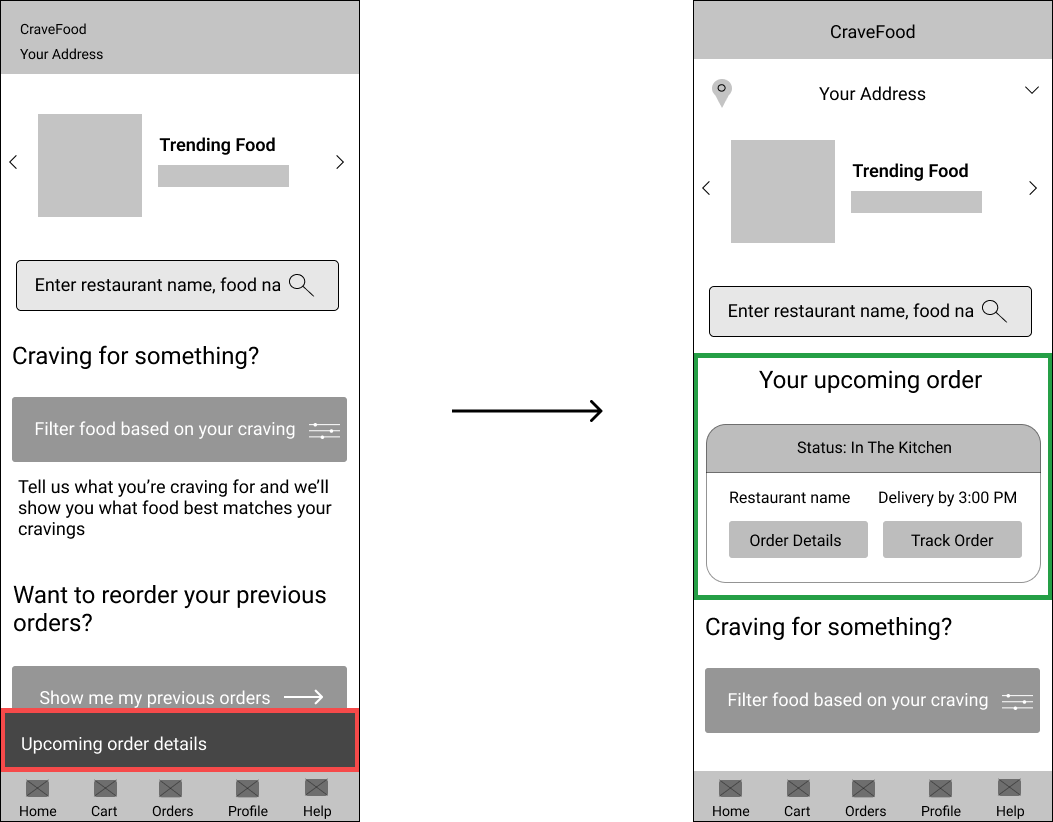 CraveFood
Your Address
Trending Food
Enter restaurant name, food na
Craving for something?
Filter food based on your craving
Tell us what you’re craving for and we’ll
show you what food best matches your
cravings
Want to reorder your previous
orders?
Show me my previous orders
Upcoming order details
Home Cart Orders Profile Help
CraveFood
Your Address
Trending Food
Enter restaurant name, food na
Your upcoming order
Status: In The Kitchen
Restaurant name Delivery by 3:00 PM
Order Details Track Order
Craving for something?
Filter food based on your craving
Home Cart Orders Profile Help